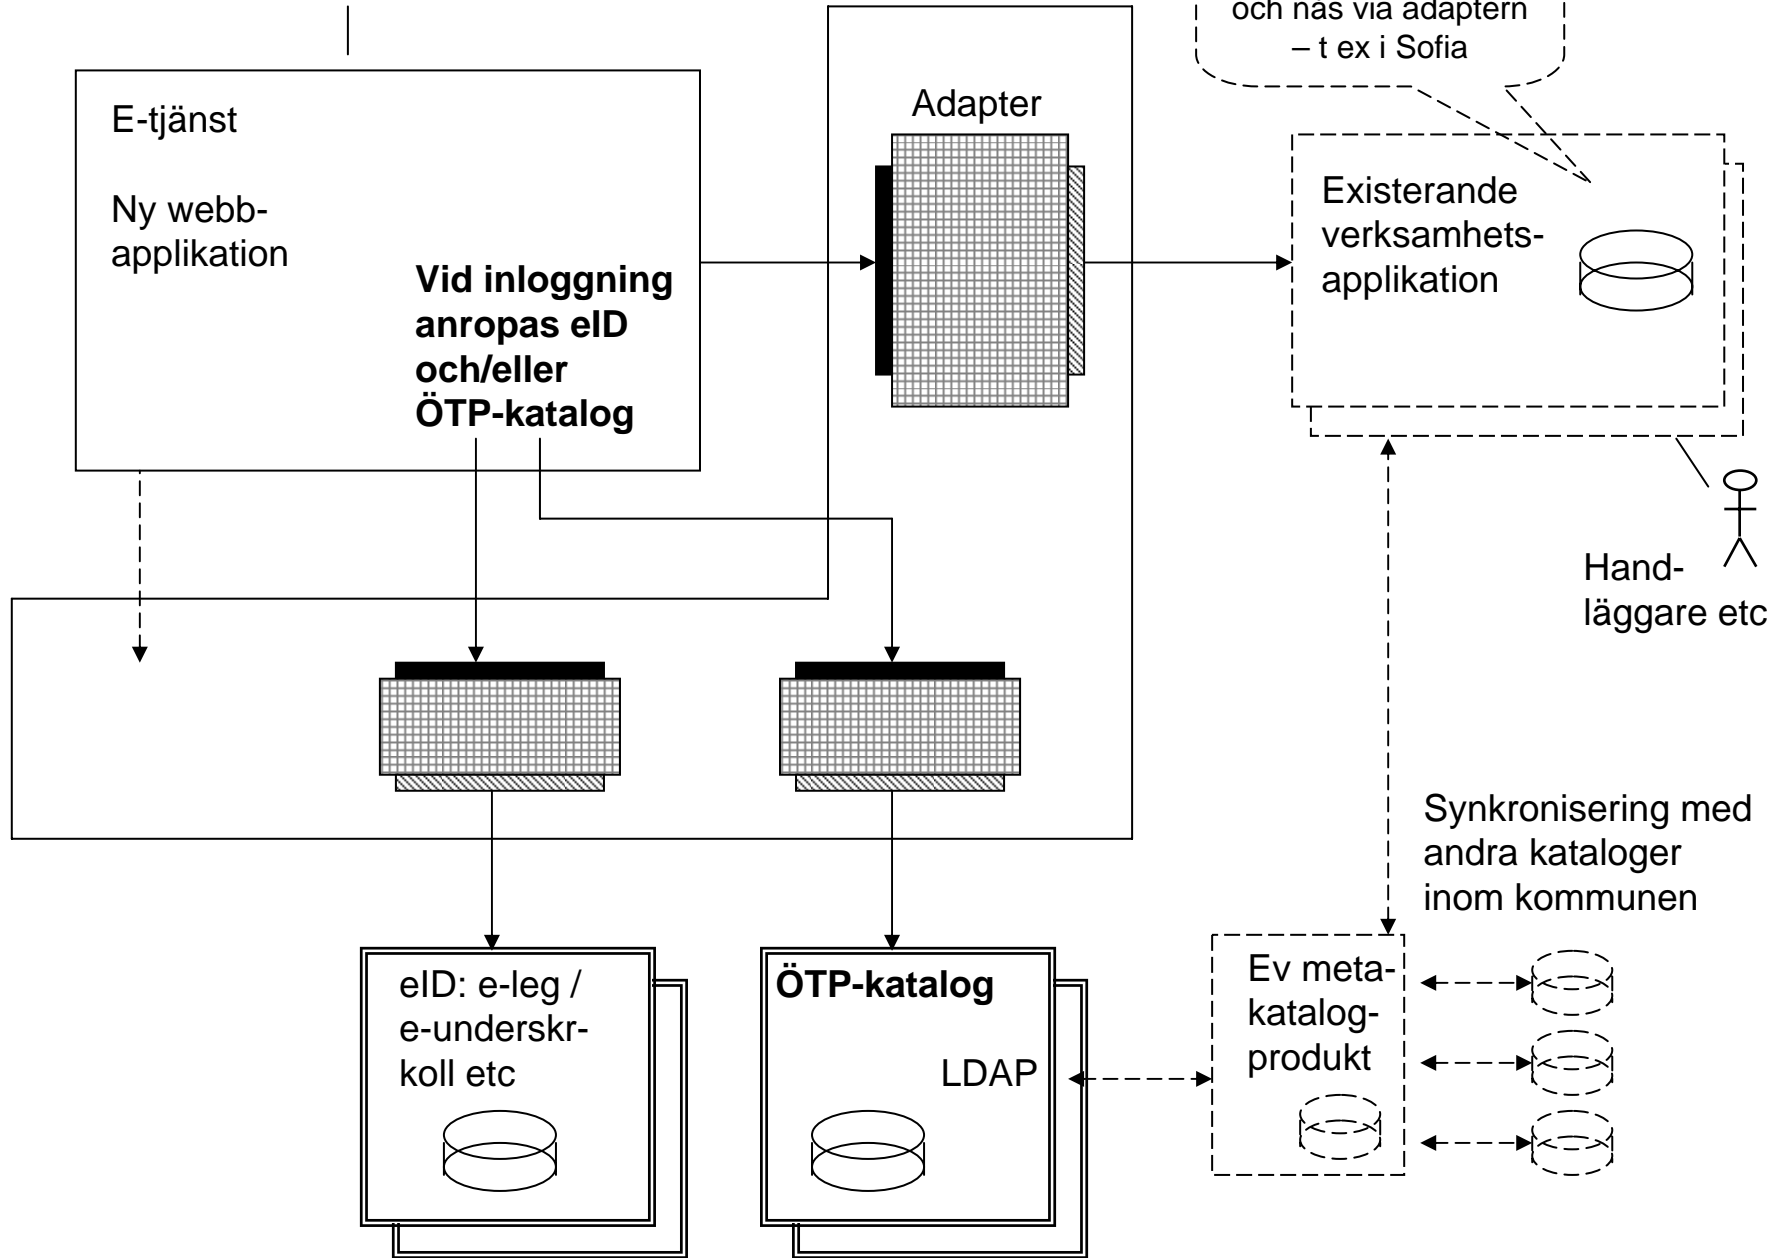 och nås via adaptern
– t ex i Sofia
E-tjänst
Ny webb-
applikation
Vid inloggning
anropas eID
och/eller
ÖTP-katalog
Adapter
Existerande
verksamhets-
applikation
Hand-
läggare etc
Synkronisering med
andra kataloger
inom kommunen
eID: e-leg /
e-underskr-
koll etc
ÖTP-katalog
LDAP
Ev meta-
katalog-
produkt